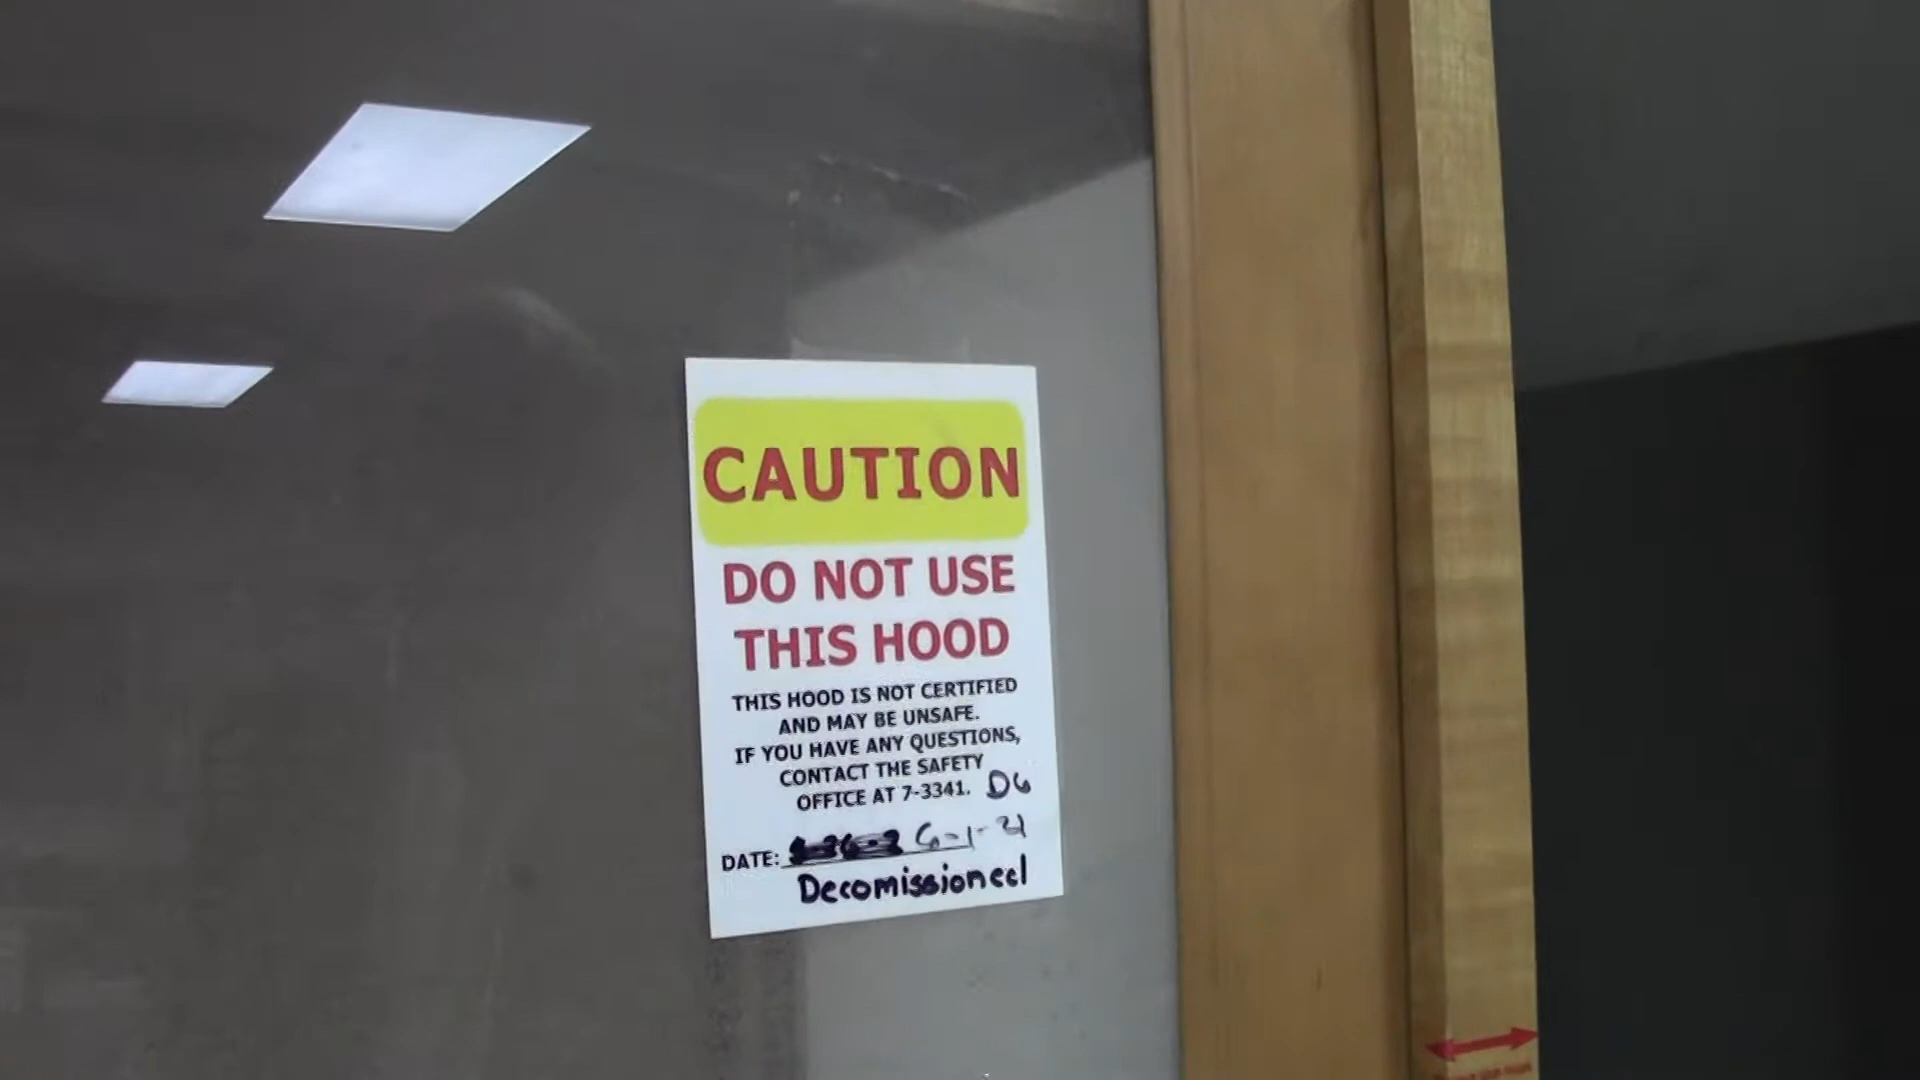 CAUTION
DO NOT USE
THIS HOOD
THIS HOOD IS NOT CERTIFIED
AND MAY BE UNSAFE.
IF YOU HAVE ANY QUESTIONS,
CONTACT THE SAFETY
OFFICE AT 7-3341. DG
DATE: 6-1-21
Decomissioned